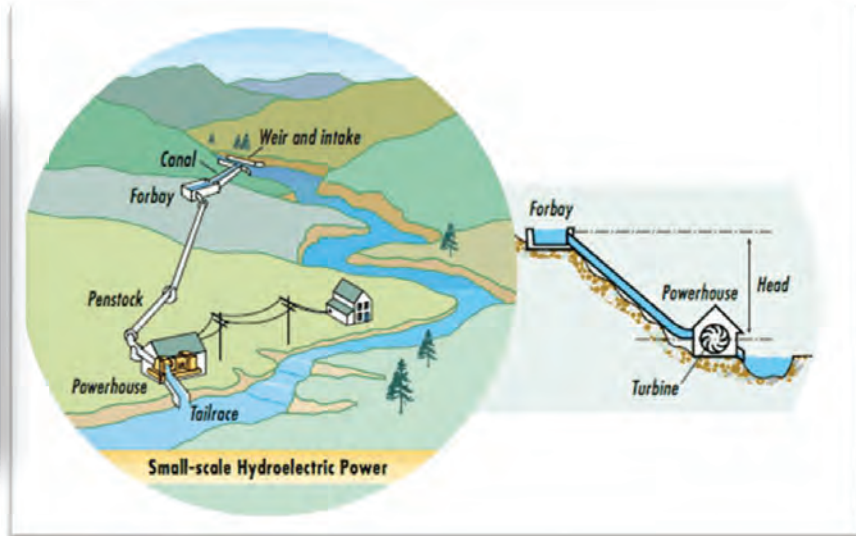 Weir and intake
Canal
Forbay
Penstock
Powerhouse
Tailrace
Small-scale Hydroelectric Power
Forbay
Powerhouse
Head
Turbine